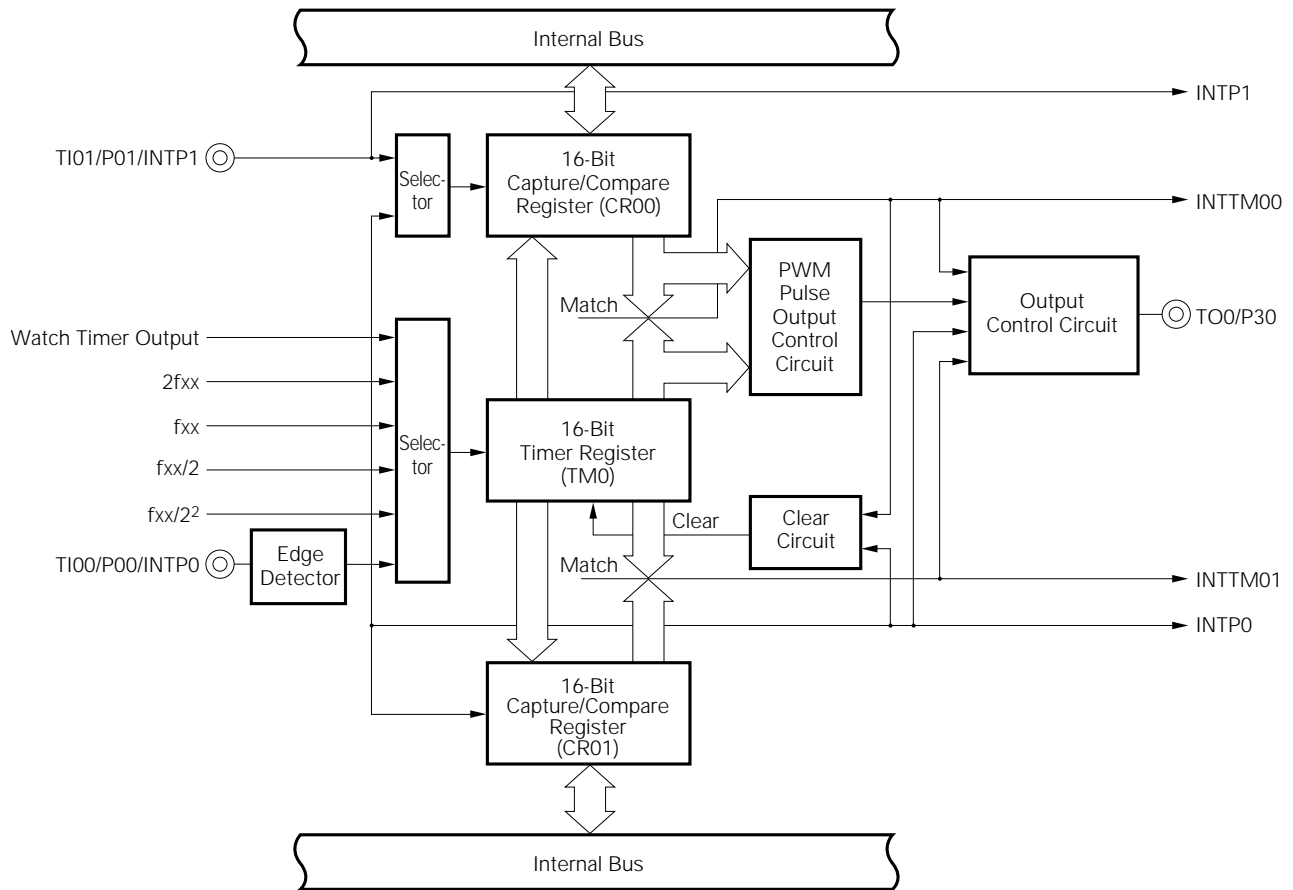 Internal Bus
INTP1
TI01/P01/INTP1
Selec-
tor
16-Bit
Capture/Compare
Register (CR00)
INTTM00
PWM
Pulse
Output
Control
Circuit
Output
Control Circuit
TO0/P30
Match
Watch Timer Output
2fxx
fxx
fxx/2
fxx/2²
Selec-
tor
16-Bit
Timer Register
(TM0)
Clear
Clear
Circuit
TI00/P00/INTP0
Edge
Detector
Match
INTTM01
INTP0
16-Bit
Capture/Compare
Register
(CR01)
Internal Bus